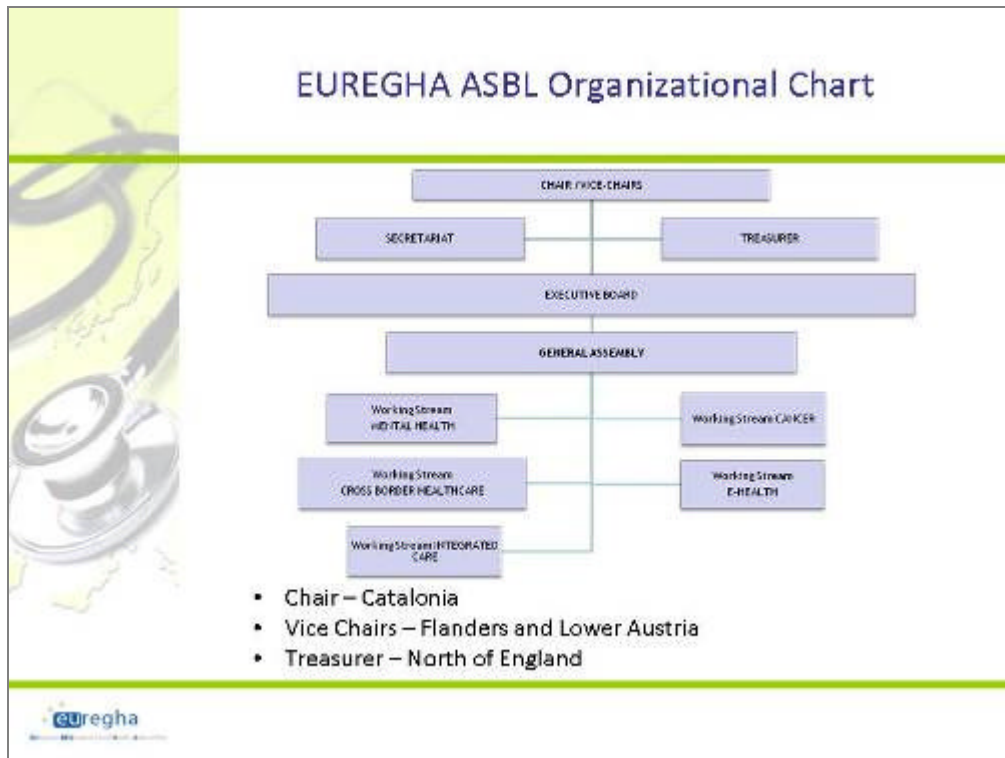 EUREGHA ASBL Organizational Chart
CHAIR / VICE-CHAIRS
SECRETARIAT
TREASURER
EXECUTIVE BOARD
GENERAL ASSEMBLY
Working Stream
MENTAL HEALTH
Working Stream CANCER
Working Stream
CROSS BORDER HEALTHCARE
Working Stream
E-HEALTH
Working Stream INTEGRATED
CARE
• Chair – Catalonia
• Vice Chairs – Flanders and Lower Austria
• Treasurer – North of England
euregha